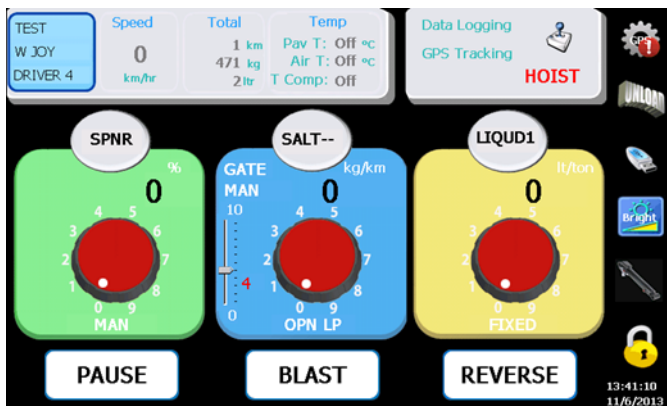 TEST
W JOY
DRIVER 4
Speed
0
km/hr
Total
1 km
471 kg
2 ltr
Temp
Pav T: Off ºC
Air T: Off ºC
T Comp: Off
Data Logging
GPS Tracking
HOIST
GPS
!
UNLOAD
SPNR
%
0
0 1 2 3 4 5 6 7 8 9
MAN
SALT--
GATE kg/km
MAN 0
10
4
0
0 1 2 3 4 5 6 7 8 9
OPN LP
LIQUD1
lt/ton
0
0 1 2 3 4 5 6 7 8 9
FIXED
Bright
PAUSE
BLAST
REVERSE
13:41:10
11/6/2013